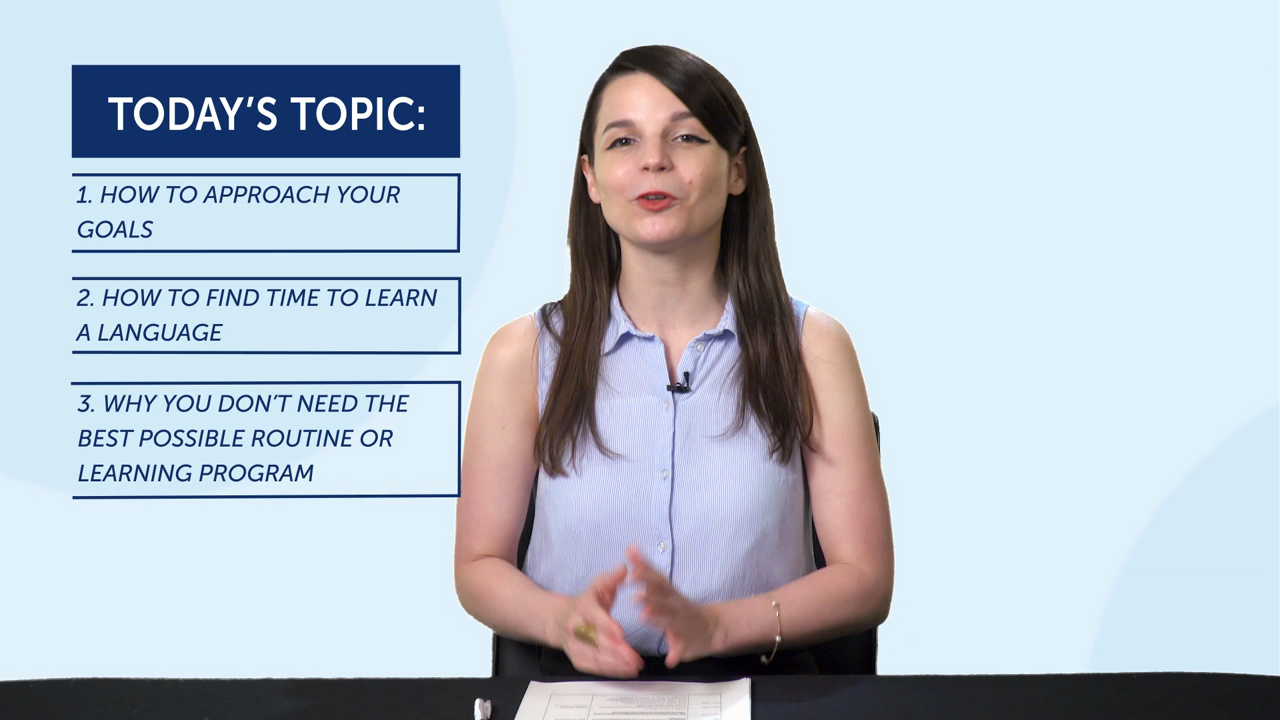 TODAY'S TOPIC:
1. HOW TO APPROACH YOUR
GOALS
2. HOW TO FIND TIME TO LEARN
A LANGUAGE
3. WHY YOU DON'T NEED THE
BEST POSSIBLE ROUTINE OR
LEARNING PROGRAM